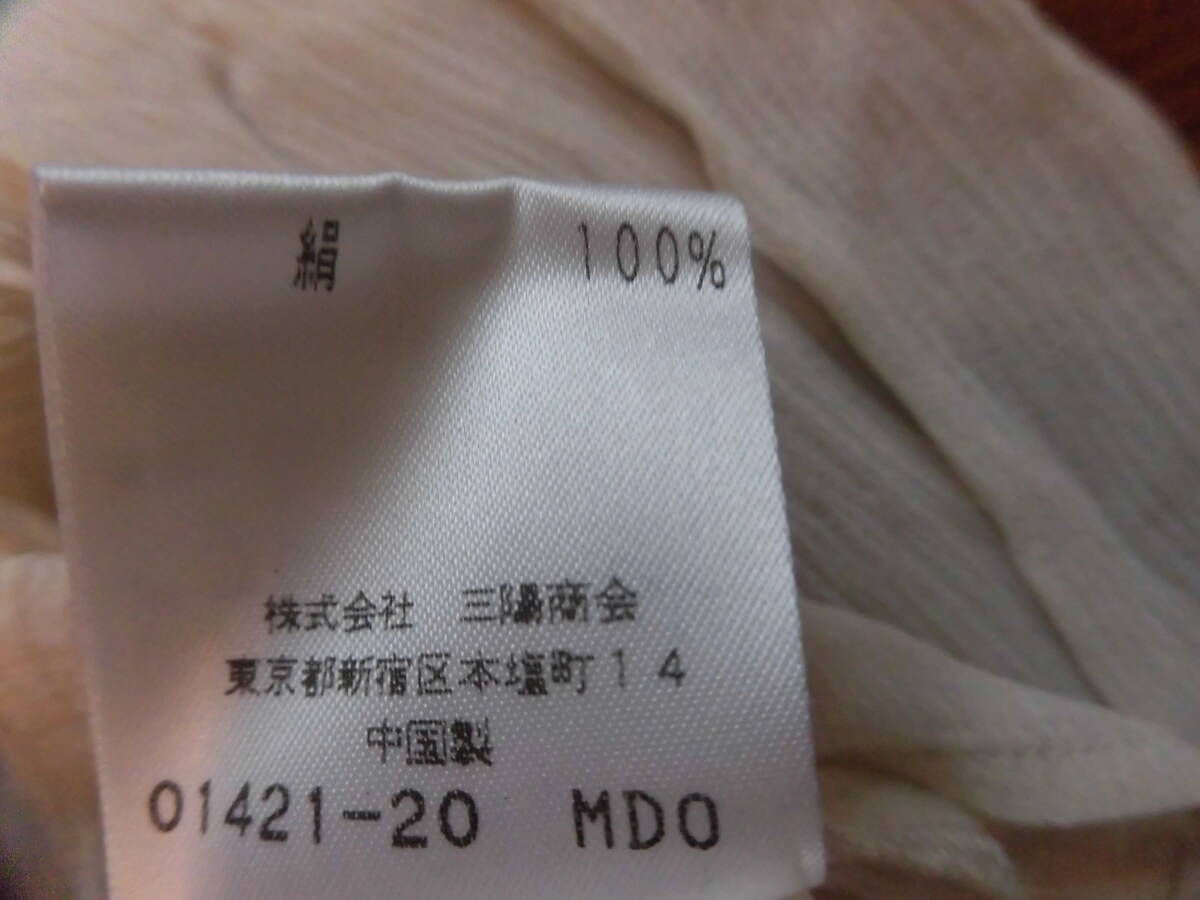 絹 100%
株式会社 三陽商会
東京都新宿区本塩町14
中国製
01421-20 MDO